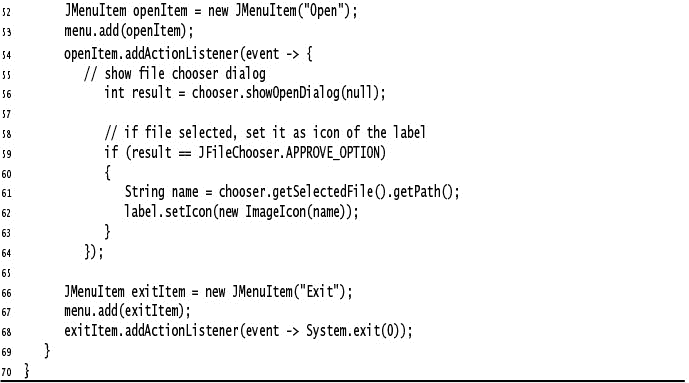 52 JMenuItem openItem = new JMenuItem("Open");
53 menu.add(openItem);
54 openItem.addActionListener(event -> {
55 // show file chooser dialog
56 int result = chooser.showOpenDialog(null);
57
58 // if file selected, set it as icon of the label
59 if (result == JFileChooser.APPROVE_OPTION)
60 {
61 String name = chooser.getSelectedFile().getPath();
62 label.setIcon(new ImageIcon(name));
63 }
64 });
65
66 JMenuItem exitItem = new JMenuItem("Exit");
67 menu.add(exitItem);
68 exitItem.addActionListener(event -> System.exit(0));
69 }
70 }